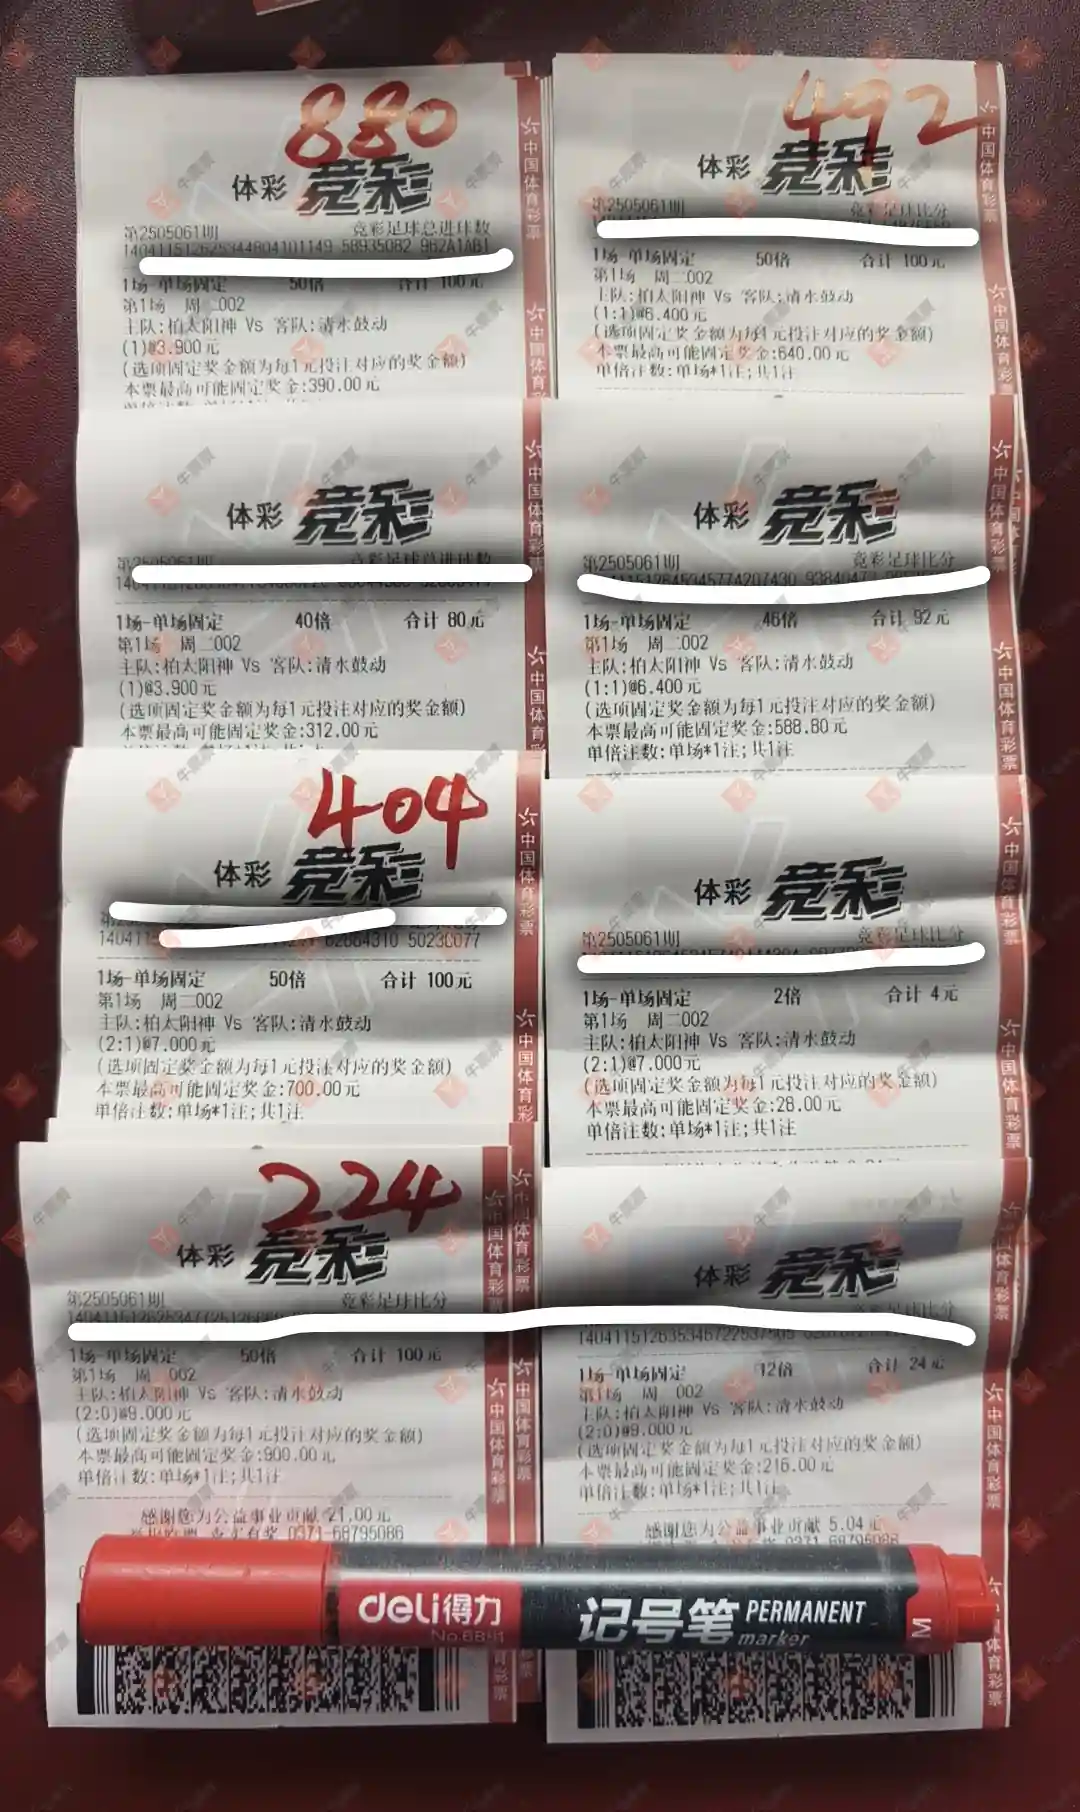 880
体彩 竞彩
第2505061期 竞彩足球总进球数
1场-单场固定 50倍 合计 100元
第1场 周二002
主队:柏太阳神 Vs 客队:清水鼓动
(1)@3.900元
(选项固定奖金额为每1元投注对应的奖金额)
本票最高可能固定奖金:390.00元
492
体彩 竞彩
第2505061期 竞彩足球比分
1场-单场固定 50倍 合计 100元
第1场 周二002
主队:柏太阳神 Vs 客队:清水鼓动
(1:1)@6.400元
(选项固定奖金额为每1元投注对应的奖金额)
本票最高可能固定奖金:640.00元
单倍注数:单场*1注;共1注
体彩 竞彩
第2505061期 竞彩足球总进球数
1场-单场固定 40倍 合计 80元
第1场 周二002
主队:柏太阳神 Vs 客队:清水鼓动
(1)@3.900元
(选项固定奖金额为每1元投注对应的奖金额)
本票最高可能固定奖金:312.00元
体彩 竞彩
第2505061期 竞彩足球比分
1场-单场固定 46倍 合计 92元
第1场 周二002
主队:柏太阳神 Vs 客队:清水鼓动
(1:1)@6.400元
(选项固定奖金额为每1元投注对应的奖金额)
本票最高可能固定奖金:588.80元
单倍注数:单场*1注;共1注
404
体彩 竞彩
1场-单场固定 50倍 合计 100元
第1场 周二002
主队:柏太阳神 Vs 客队:清水鼓动
(2:1)@7.000元
(选项固定奖金额为每1元投注对应的奖金额)
本票最高可能固定奖金:700.00元
单倍注数:单场*1注;共1注
体彩 竞彩
第2505061期 竞彩足球比分
1场-单场固定 2倍 合计 4元
第1场 周二002
主队:柏太阳神 Vs 客队:清水鼓动
(2:1)@7.000元
(选项固定奖金额为每1元投注对应的奖金额)
本票最高可能固定奖金:28.00元
单倍注数:单场*1注;共1注
224
体彩 竞彩
第2505061期 竞彩足球比分
1场-单场固定 50倍 合计 100元
第1场 周二002
主队:柏太阳神 Vs 客队:清水鼓动
(2:0)@9.000元
(选项固定奖金额为每1元投注对应的奖金额)
本票最高可能固定奖金:900.00元
单倍注数:单场*1注;共1注
感谢您为公益事业贡献 21.00元
0371-68795086
体彩 竞彩
竞彩足球比分
1场-单场固定 12倍 合计 24元
第1场 周二002
主队:柏太阳神 Vs 客队:清水鼓动
(2:0)@9.000元
(选项固定奖金额为每1元投注对应的奖金额)
本票最高可能固定奖金:216.00元
单倍注数:单场*1注;共1注
感谢您为公益事业贡献 5.04元
deli得力
记号笔 PERMANENT
marker
M
中国体育彩票
牛票票